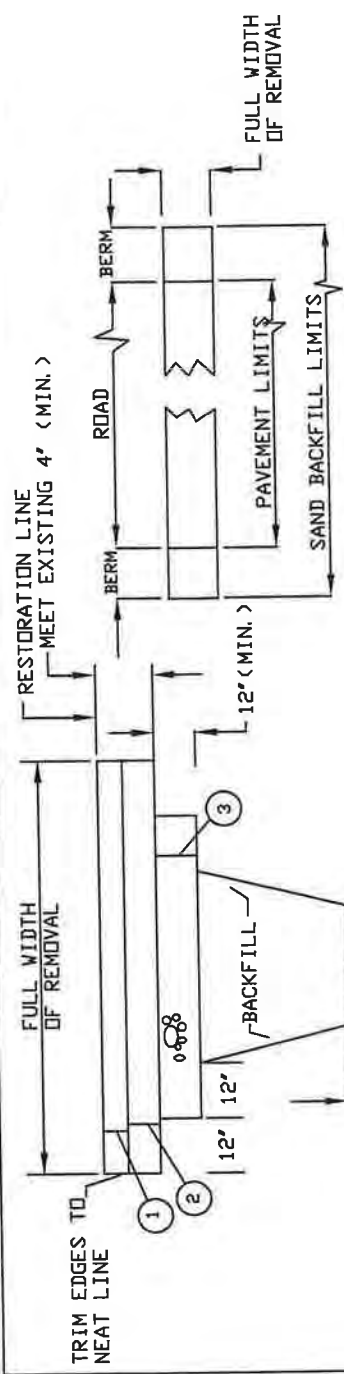 FULL WIDTH
OF REMOVAL
RESTORATION LINE
MEET EXISTING 4" (MIN.)
TRIM EDGES TO
NEAT LINE
1
2
3
12"
12"
12" (MIN.)
BACKFILL
BERM
ROAD
BERM
PAVEMENT LIMITS
SAND BACKFILL LIMITS
FULL WIDTH
OF REMOVAL